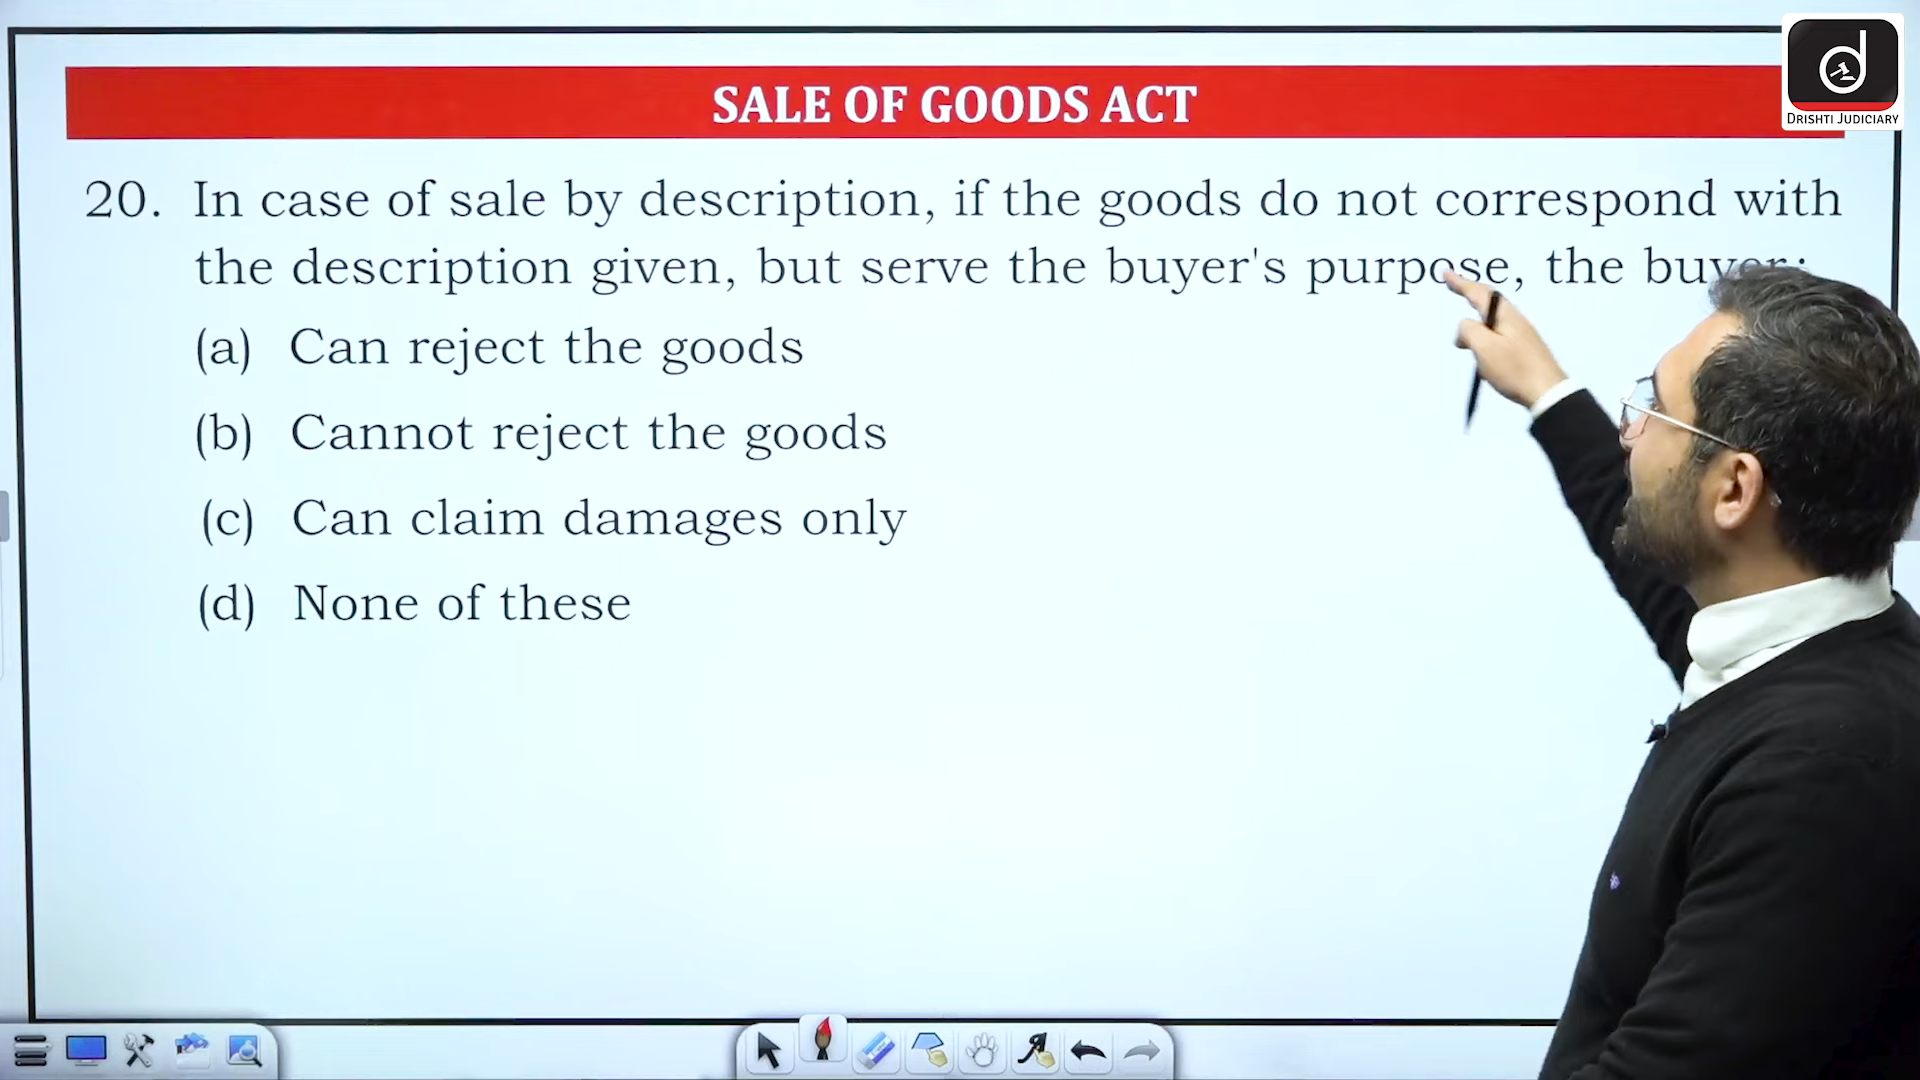 SALE OF GOODS ACT
DRISHTI JUDICIARY
20. In case of sale by description, if the goods do not correspond with
the description given, but serve the buyer's purpose, the buyer:
(a) Can reject the goods
(b) Cannot reject the goods
(c) Can claim damages only
(d) None of these